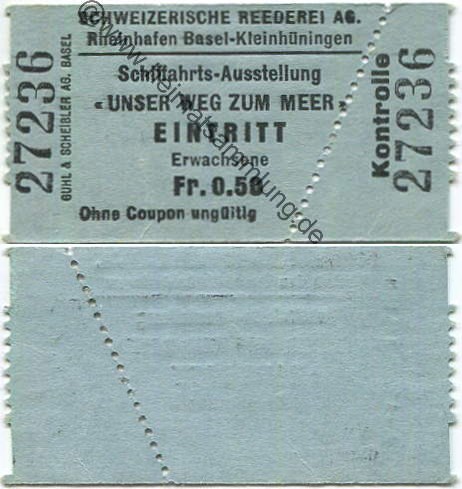 SCHWEIZERISCHE REEDEREI AG.
Rheinhafen Basel-Kleinhüningen
Schiffahrts-Ausstellung
«UNSER WEG ZUM MEER»
EINTRITT
Erwachsene
Fr. 0.50
Ohne Coupon ungültig
27236
GUHL & SCHEIBLER AG. BASEL
Kontrolle
27236
©www.heimatsammlung.de